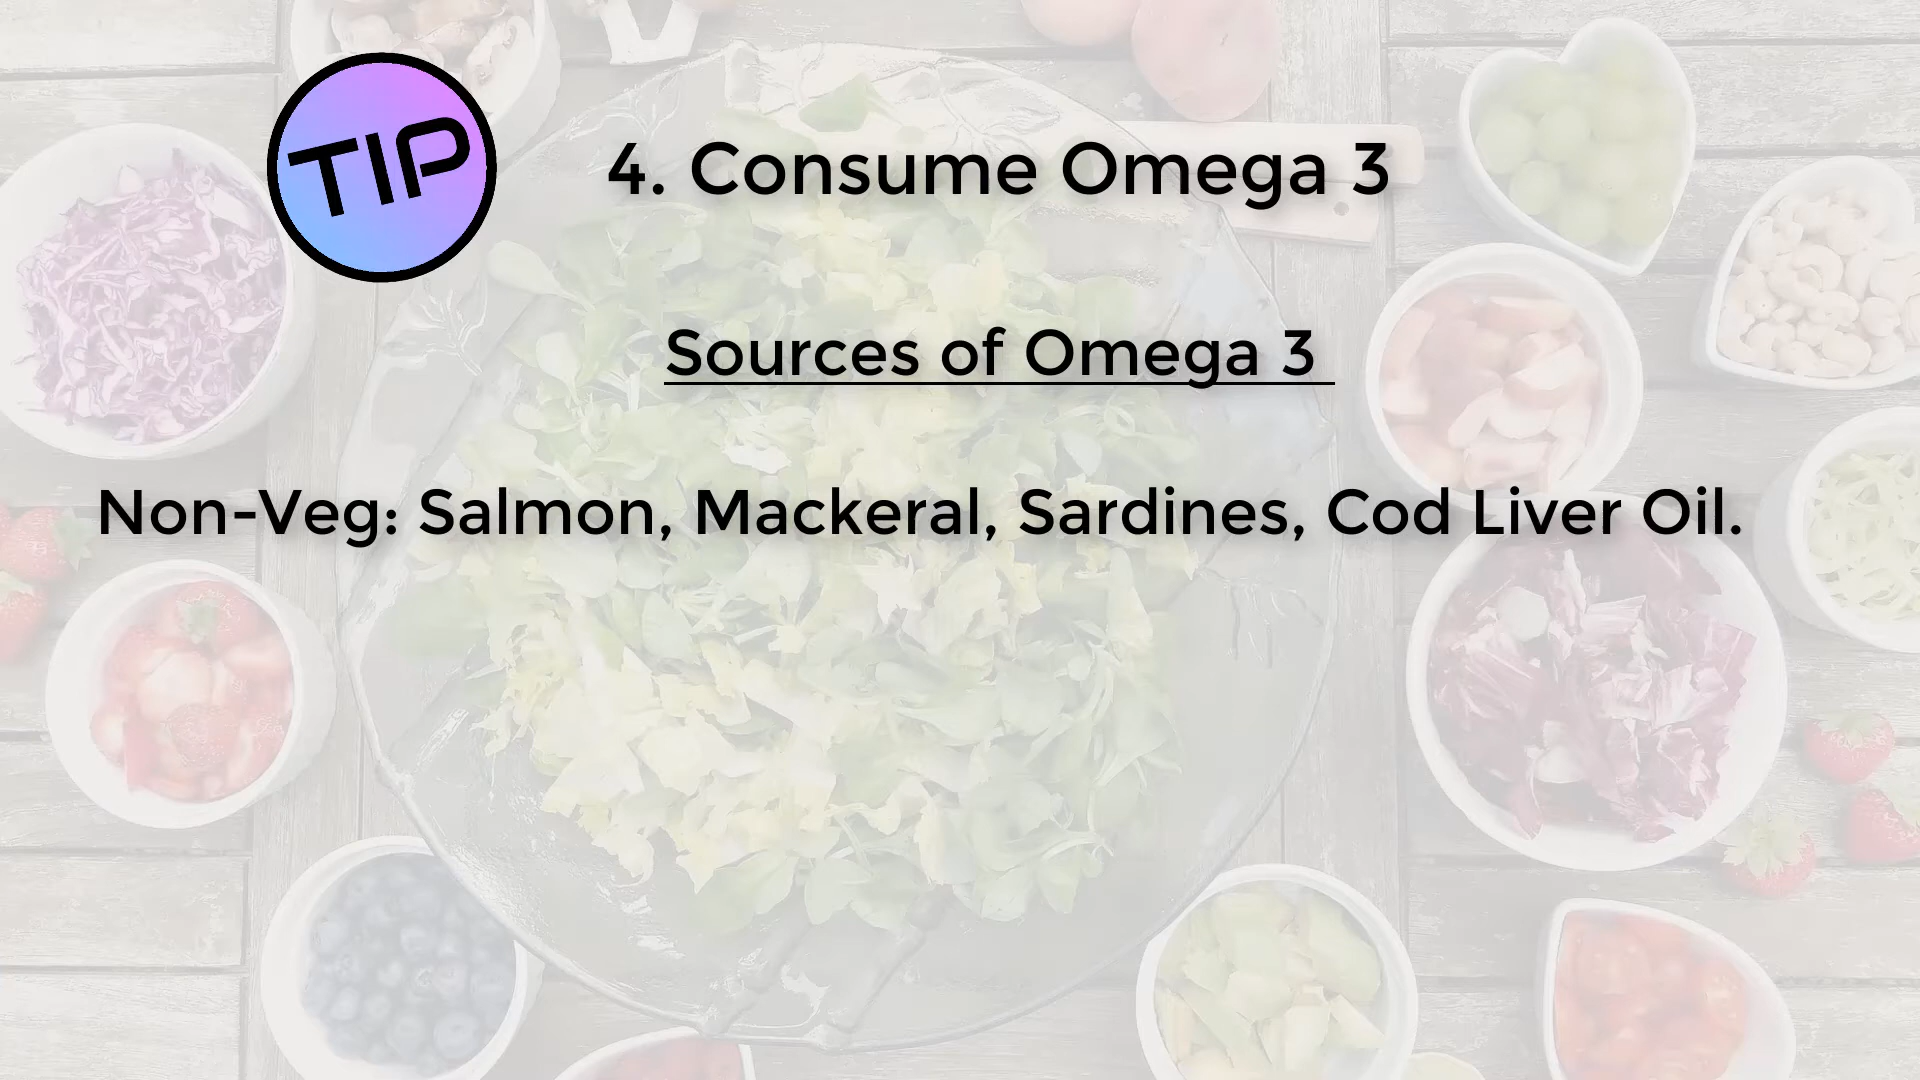 TIP
4. Consume Omega 3
Sources of Omega 3
Non-Veg: Salmon, Mackeral, Sardines, Cod Liver Oil.